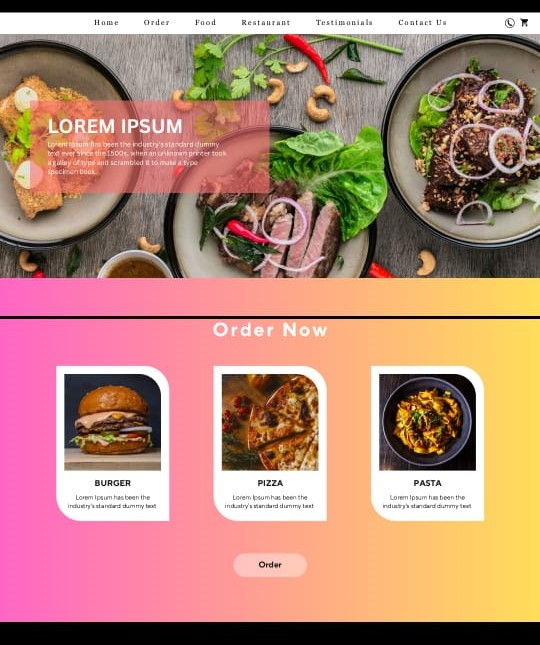 Home Order Food Restaurant Testimonials Contact Us
LOREM IPSUM
Lorem Ipsum has been the industry's standard dummy
text ever since the 1500s, when an unknown printer took
a galley of type and scrambled it to make a type
specimen book.
Order Now
BURGER
Lorem Ipsum has been the
industry's standard dummy text
PIZZA
Lorem Ipsum has been the
industry's standard dummy text
PASTA
Lorem Ipsum has been the
industry's standard dummy text
Order